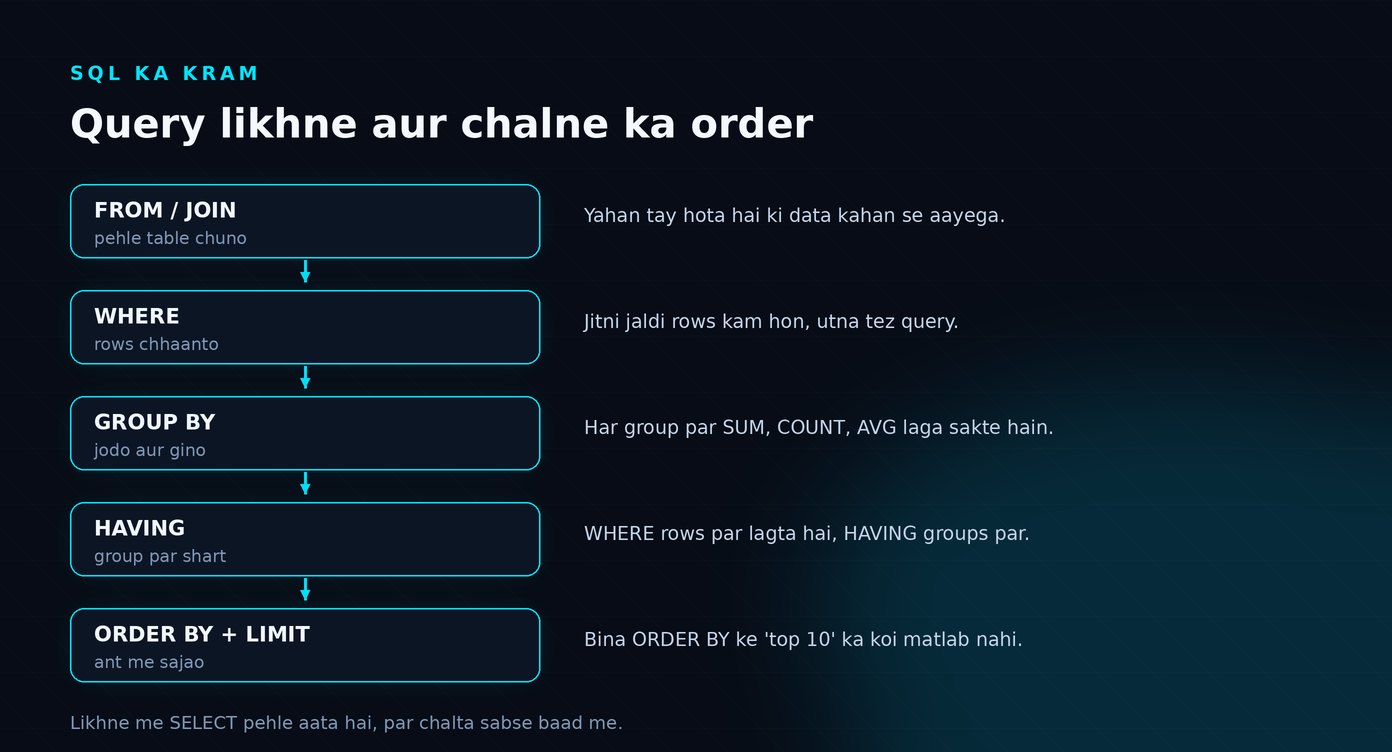 SQL KA KRAM
Query likhne aur chalne ka order
FROM / JOIN
pehle table chuno
Yahan tay hota hai ki data kahan se aayega.
WHERE
rows chhaanto
Jitni jaldi rows kam hon, utna tez query.
GROUP BY
jodo aur gino
Har group par SUM, COUNT, AVG laga sakte hain.
HAVING
group par shart
WHERE rows par lagta hai, HAVING groups par.
ORDER BY + LIMIT
ant me sajao
Bina ORDER BY ke 'top 10' ka koi matlab nahi.
Likhne me SELECT pehle aata hai, par chalta sabse baad me.